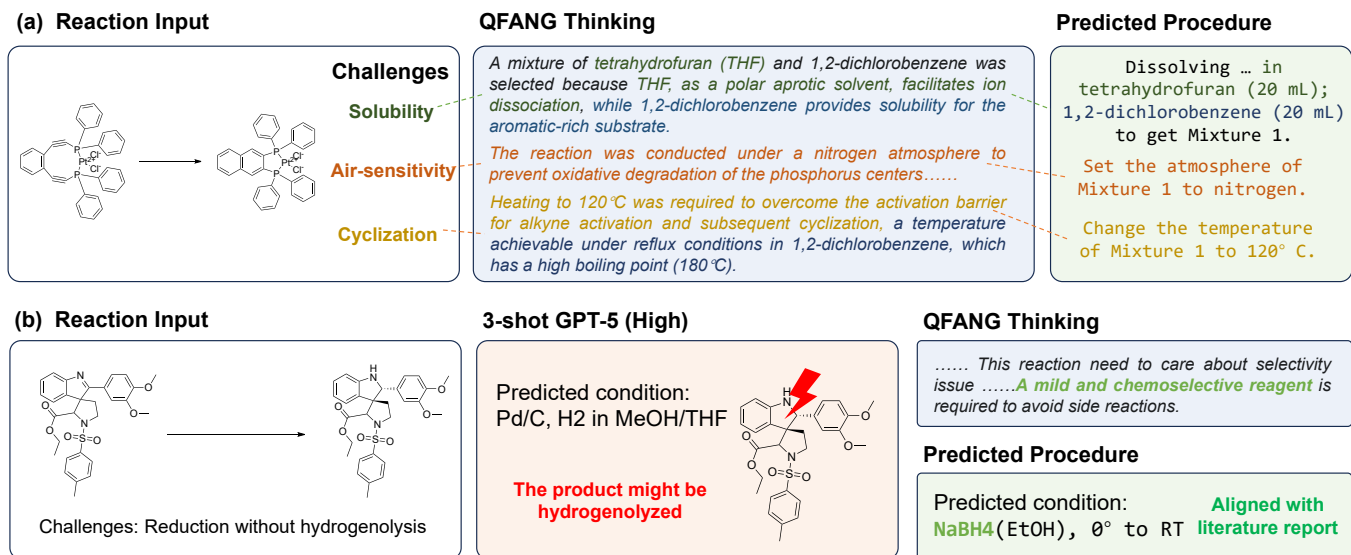 (a) Reaction Input
QFANG Thinking
Predicted Procedure
Challenges
Solubility
Air-sensitivity
Cyclization
P
P
Pt2+
Cl-
Cl-
P
P
Cl-
Cl-
A mixture of tetrahydrofuran (THF) and 1,2-dichlorobenzene was
selected because THF, as a polar aprotic solvent, facilitates ion
dissociation, while 1,2-dichlorobenzene provides solubility for the
aromatic-rich substrate.
The reaction was conducted under a nitrogen atmosphere to
prevent oxidative degradation of the phosphorus centers……
Heating to 120°C was required to overcome the activation barrier
for alkyne activation and subsequent cyclization, a temperature
achievable under reflux conditions in 1,2-dichlorobenzene, which
has a high boiling point (180°C).
Dissolving … in
tetrahydrofuran (20 mL);
1,2-dichlorobenzene (20 mL)
to get Mixture 1.
Set the atmosphere of
Mixture 1 to nitrogen.
Change the temperature
of Mixture 1 to 120° C.
(b) Reaction Input
N
O
O
O
O
N
O
S
O
H
N
O
O
O
O
N
O
S
O
Challenges: Reduction without hydrogenolysis
3-shot GPT-5 (High)
Predicted condition:
Pd/C, H2 in MeOH/THF
The product might be
hydrogenolyzed
HN
O
O
O
O
N
O
S
O
QFANG Thinking
…… This reaction need to care about selectivity
issue ……A mild and chemoselective reagent is
required to avoid side reactions.
Predicted Procedure
Predicted condition:
NaBH4(EtOH), 0° to RT
Aligned with
literature report